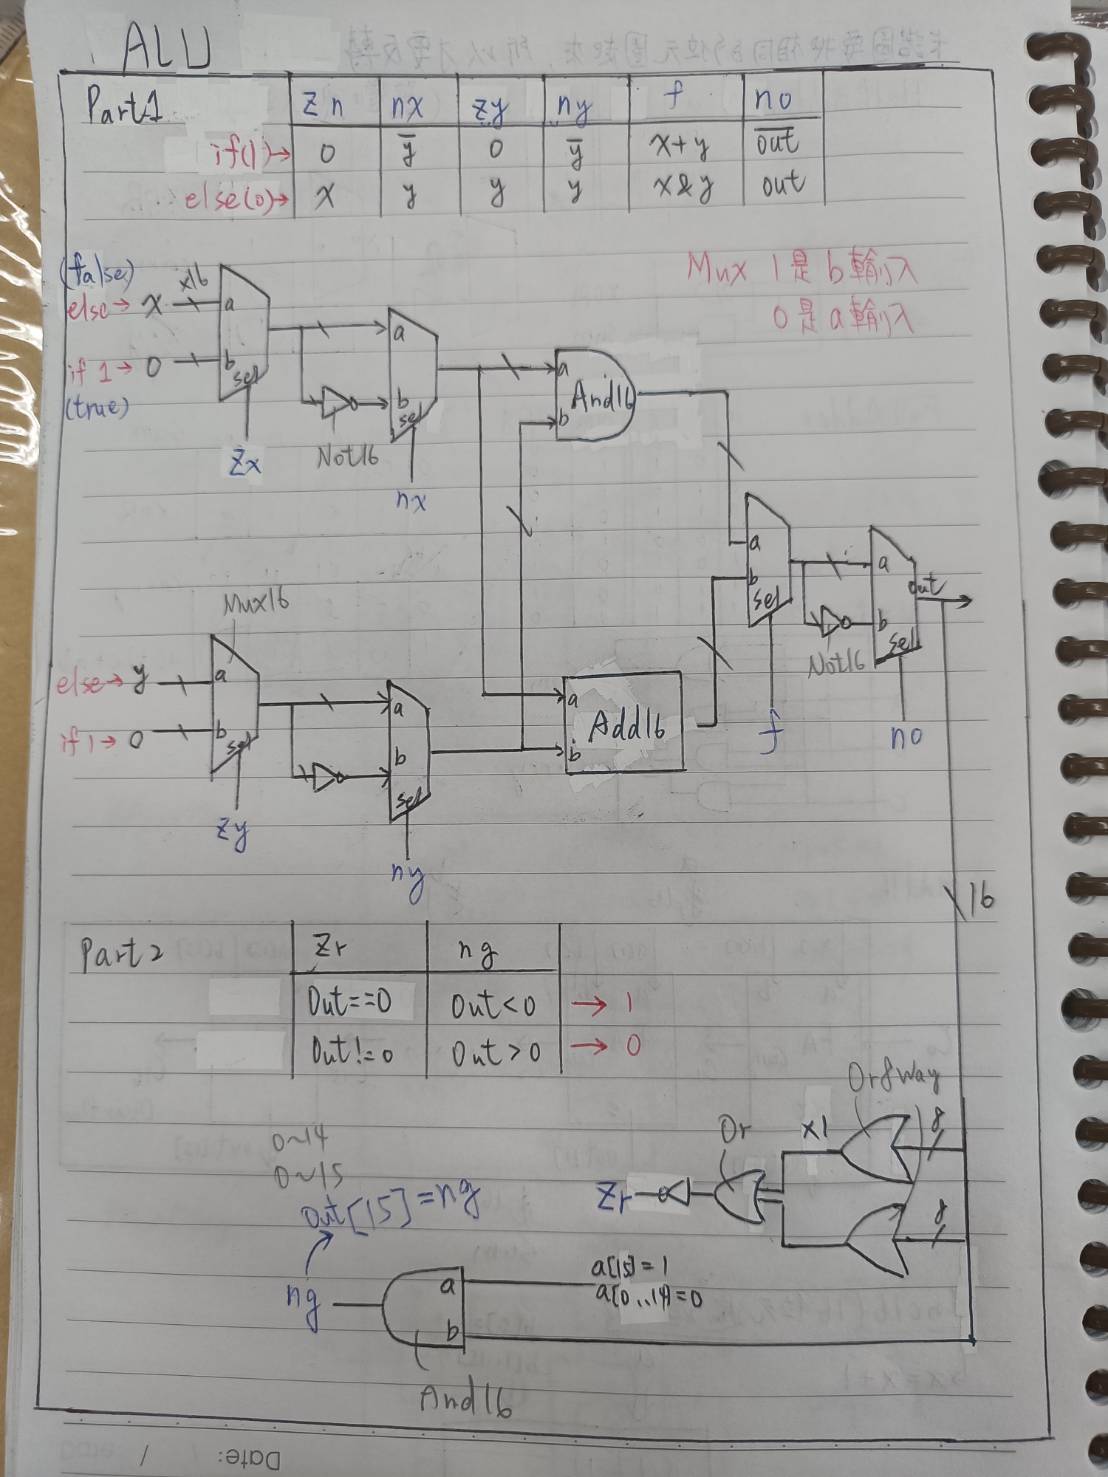 ALU
Part1 zn nx zy ny f no
if(1)→ 0 y̅ 0 y̅ x+y o̅u̅t̅
else(0)→ x y y y x&y out
(false)
else→ x x16 a
if 1→ 0 b
(true)
sel
zx
Not16
a
b
sel
nx
a
b
And16
Mux 1是b輸入
0是a輸入
Mux16
else→ y a
if 1→ 0 b
sel
zy
a
b
sel
ny
a
b
Add16
a
b
sel
f
Not16
a
b
sel
out
no
16
Part2 Zr ng
Out==0 Out<0 → 1
Out!=0 Out>0 → 0
Or8Way
8
8
x1
Or
Zr
0~14
0~15
out[15]=ng
ng
a
b
a[15]=1
a[0..14]=0
And16
Date: / /